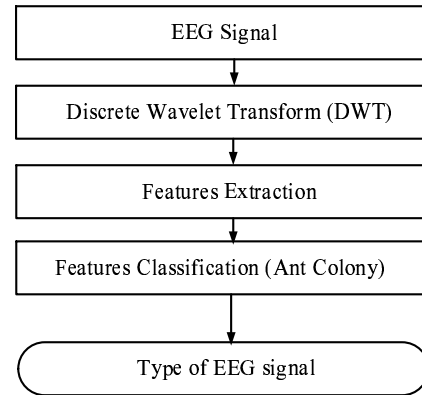 EEG Signal
Discrete Wavelet Transform (DWT)
Features Extraction
Features Classification (Ant Colony)
Type of EEG signal